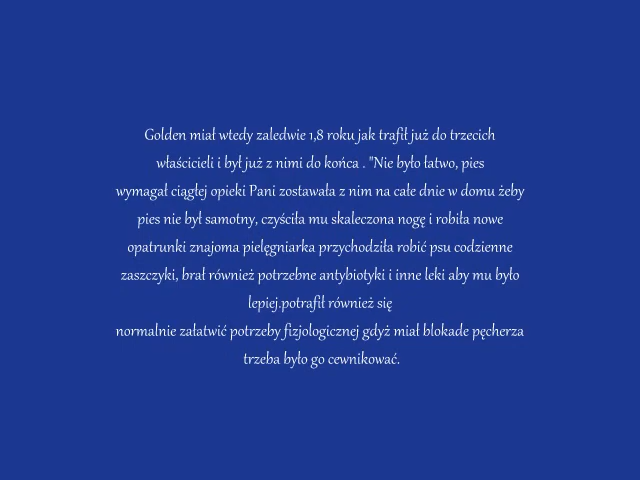 Golden miał wtedy zaledwie 1,8 roku jak trafił już do trzecich
właścicieli i był już z nimi do końca . "Nie było łatwo, pies
wymagał ciągłej opieki Pani zostawała z nim na całe dnie w domu żeby
pies nie był samotny, czyściła mu skaleczona nogę i robiła nowe
opatrunki znajoma pielęgniarka przychodziła robić psu codzienne
zaszczyki, brał również potrzebne antybiotyki i inne leki aby mu było
lepiej.potrafił również się
normalnie załatwić potrzeby fizjologicznej gdyż miał blokade pęcherza
trzeba było go cewnikować.